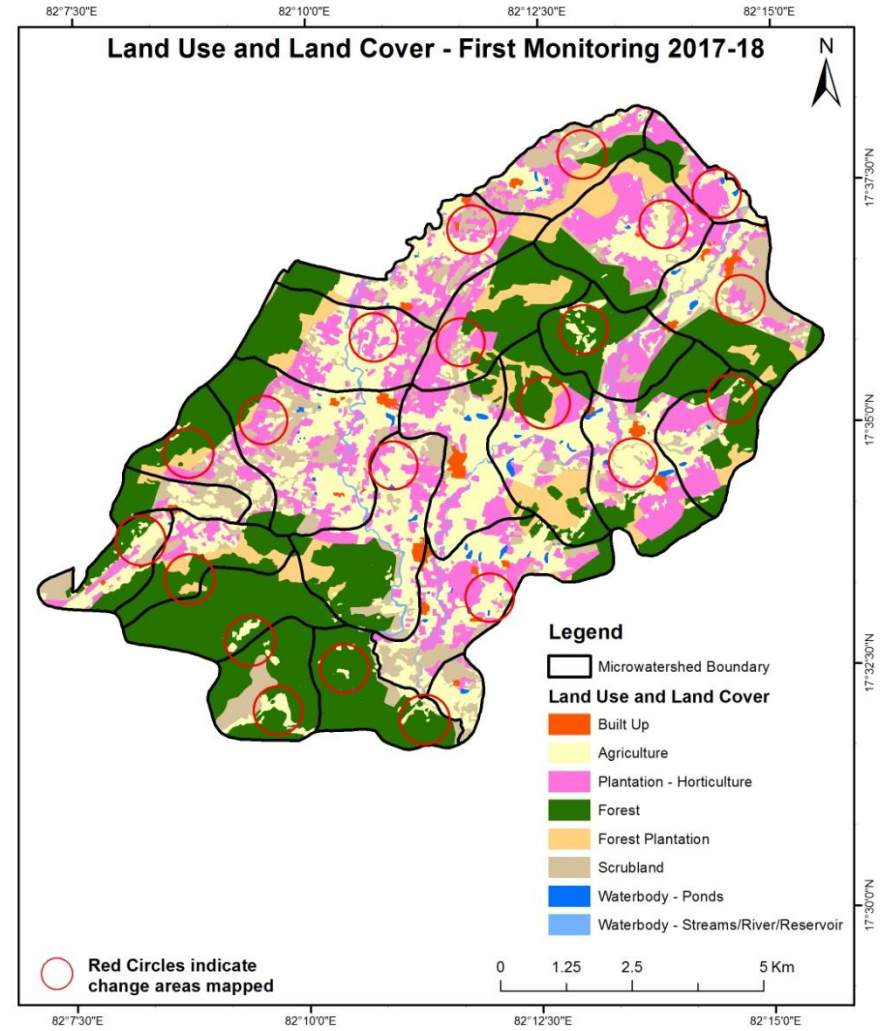 82°7'30"E
82°10'0"E
82°12'30"E
82°15'0"E
Land Use and Land Cover - First Monitoring 2017-18
N
17°37'30"N
17°35'0"N
17°32'30"N
17°30'0"N
Legend
Microwatershed Boundary
Land Use and Land Cover
Built Up
Agriculture
Plantation - Horticulture
Forest
Forest Plantation
Scrubland
Waterbody - Ponds
Waterbody - Streams/River/Reservoir
Red Circles indicate
change areas mapped
0 1.25 2.5 5 Km
82°7'30"E
82°10'0"E
82°12'30"E
82°15'0"E